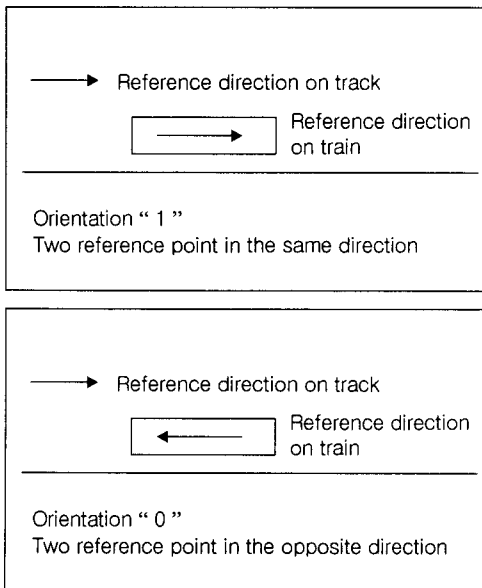 Reference direction on track
Reference direction
on train
Orientation “ 1 ”
Two reference point in the same direction
Reference direction on track
Reference direction
on train
Orientation “ 0 ”
Two reference point in the opposite direction